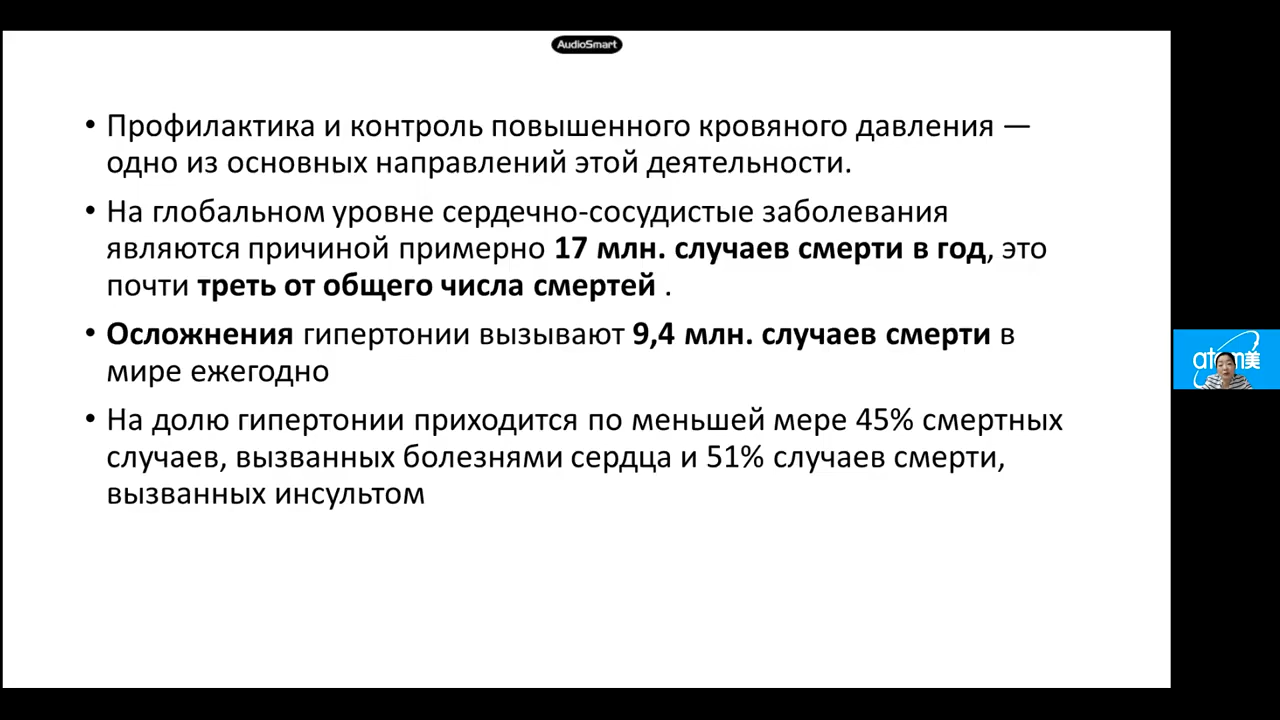 AudioSmart
• Профилактика и контроль повышенного кровяного давления —
одно из основных направлений этой деятельности.
• На глобальном уровне сердечно-сосудистые заболевания
являются причиной примерно 17 млн. случаев смерти в год, это
почти треть от общего числа смертей .
• Осложнения гипертонии вызывают 9,4 млн. случаев смерти в
мире ежегодно
• На долю гипертонии приходится по меньшей мере 45% смертных
случаев, вызванных болезнями сердца и 51% случаев смерти,
вызванных инсультом